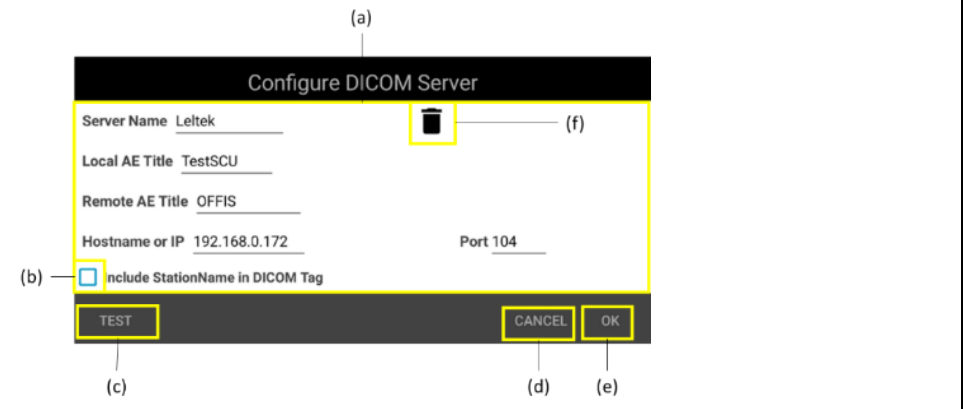 (a)
Configure DICOM Server
Server Name Leltek
(f)
Local AE Title TestSCU
Remote AE Title OFFIS
Hostname or IP 192.168.0.172 Port 104
(b) Include StationName in DICOM Tag
TEST CANCEL OK
(c) (d) (e)